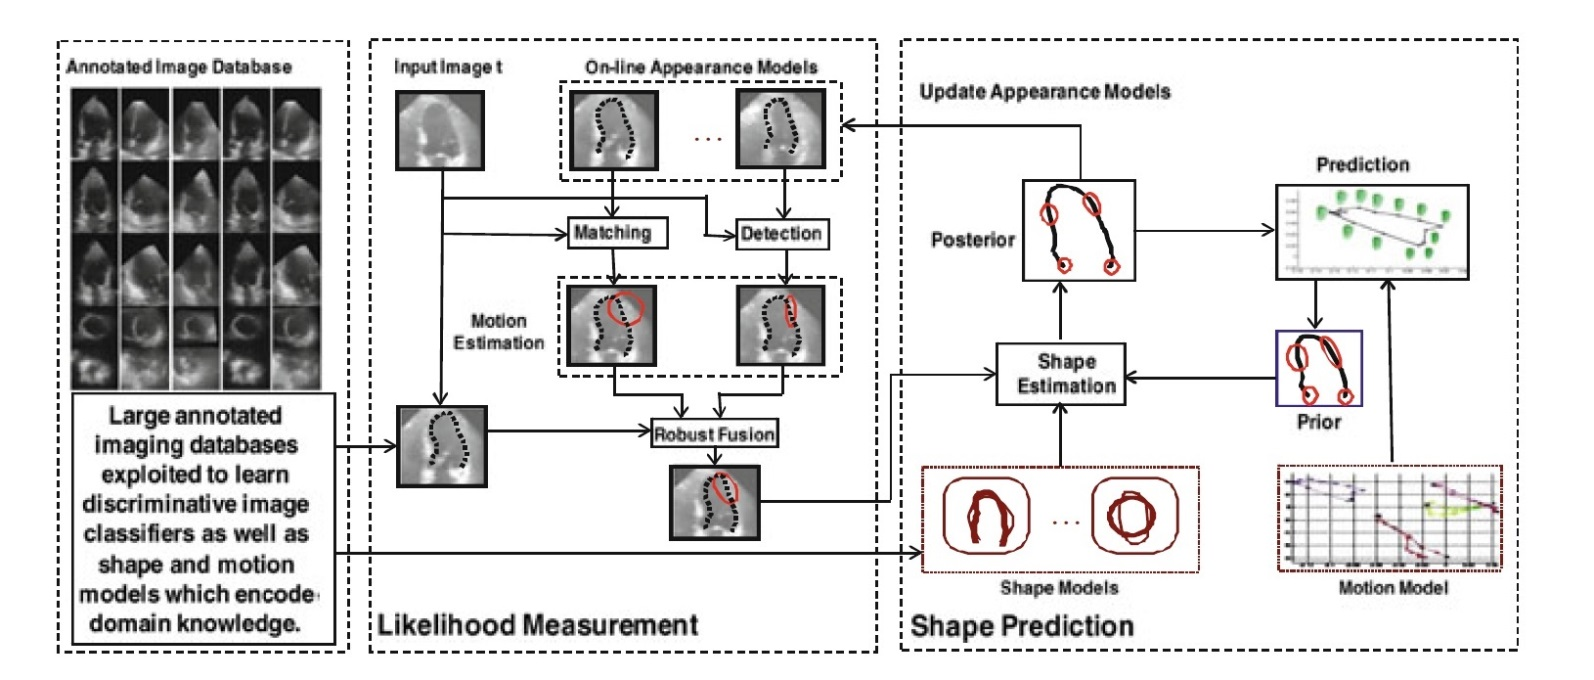 Annotated Image Database
Large annotated
imaging databases
exploited to learn
discriminative image
classifiers as well as
shape and motion
models which encode
domain knowledge.
Input Image t
On-line Appearance Models
...
Matching
Detection
Motion
Estimation
Robust Fusion
Likelihood Measurement
Update Appearance Models
Posterior
Prediction
Shape
Estimation
Prior
...
Shape Models
Motion Model
Shape Prediction